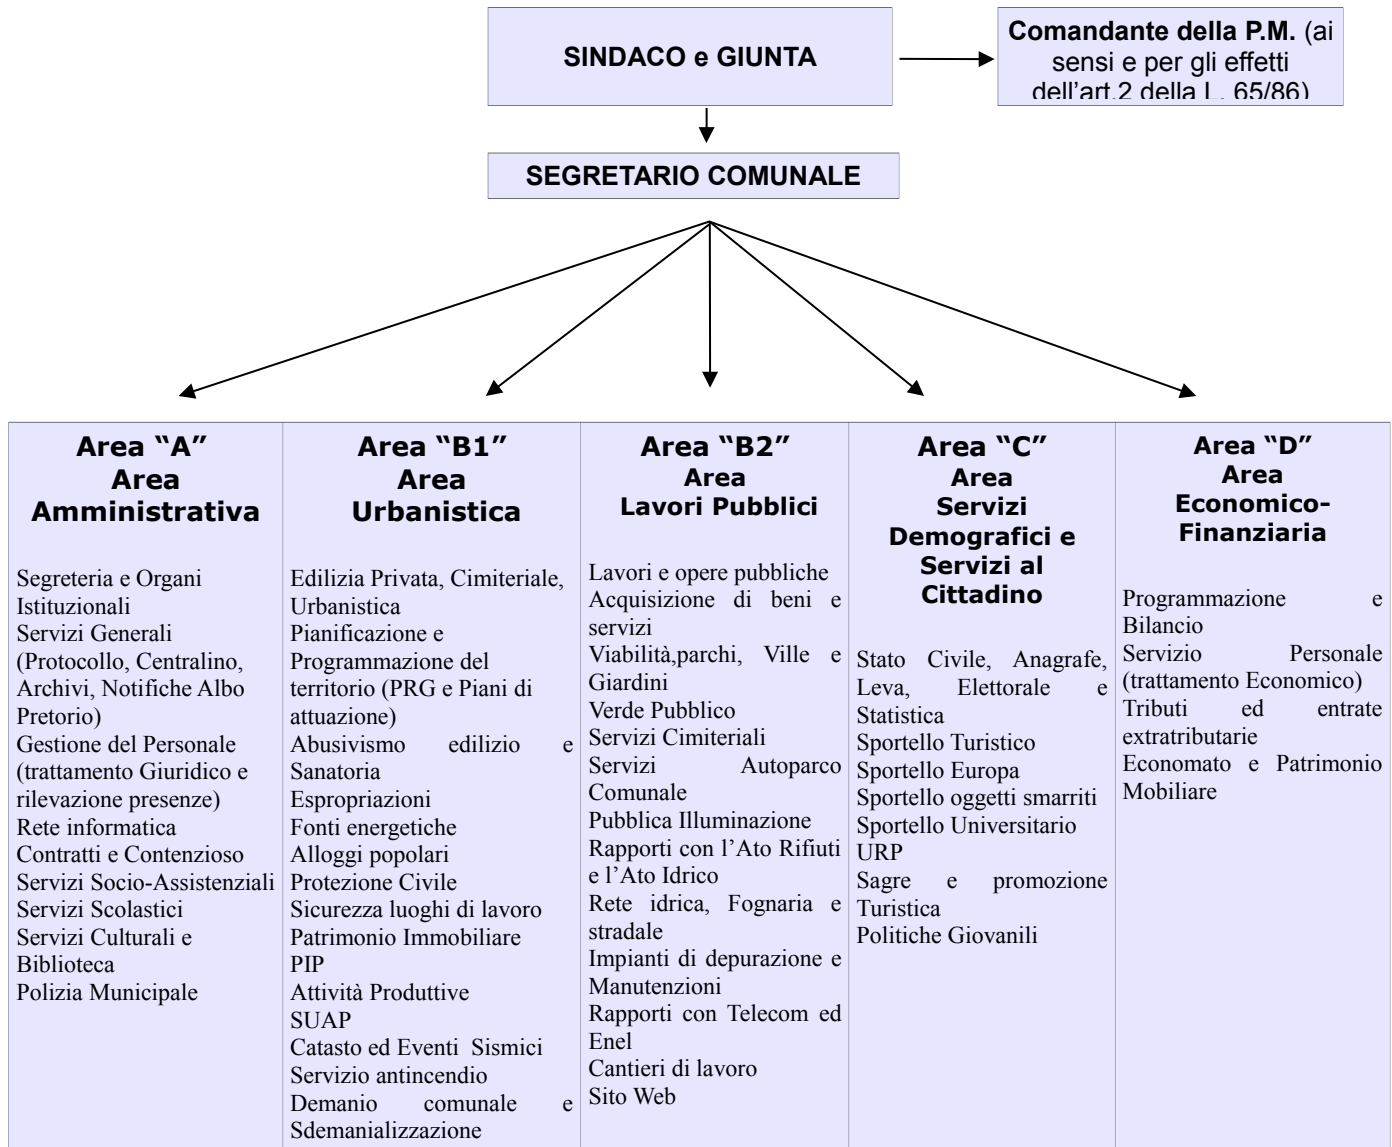 SINDACO e GIUNTA
Comandante della P.M. (ai
sensi e per gli effetti
dell'art.2 della L. 65/86)
SEGRETARIO COMUNALE
Area “A”
Area
Amministrativa
Segreteria e Organi
Istituzionali
Servizi Generali
(Protocollo, Centralino,
Archivi, Notifiche Albo
Pretorio)
Gestione del Personale
(trattamento Giuridico e
rilevazione presenze)
Rete informatica
Contratti e Contenzioso
Servizi Socio-Assistenziali
Servizi Scolastici
Servizi Culturali e
Biblioteca
Polizia Municipale
Area “B1”
Area
Urbanistica
Edilizia Privata, Cimiteriale,
Urbanistica
Pianificazione e
Programmazione del
territorio (PRG e Piani di
attuazione)
Abusivismo edilizio e
Sanatoria
Espropriazioni
Fonti energetiche
Alloggi popolari
Protezione Civile
Sicurezza luoghi di lavoro
Patrimonio Immobiliare
PIP
Attività Produttive
SUAP
Catasto ed Eventi Sismici
Servizio antincendio
Demanio comunale e
Sdemanializzazione
Area “B2”
Area
Lavori Pubblici
Lavori e opere pubbliche
Acquisizione di beni e
servizi
Viabilità,parchi, Ville e
Giardini
Verde Pubblico
Servizi Cimiteriali
Servizi Autoparco
Comunale
Pubblica Illuminazione
Rapporti con l’Ato Rifiuti
e l’Ato Idrico
Rete idrica, Fognaria e
stradale
Impianti di depurazione e
Manutenzioni
Rapporti con Telecom ed
Enel
Cantieri di lavoro
Sito Web
Area “C”
Area
Servizi
Demografici e
Servizi al
Cittadino
Stato Civile, Anagrafe,
Leva, Elettorale e
Statistica
Sportello Turistico
Sportello Europa
Sportello oggetti smarriti
Sportello Universitario
URP
Sagre e promozione
Turistica
Politiche Giovanili
Area “D”
Area
Economico-
Finanziaria
Programmazione e
Bilancio
Servizio Personale
(trattamento Economico)
Tributi ed entrate
extratributarie
Economato e Patrimonio
Mobiliare